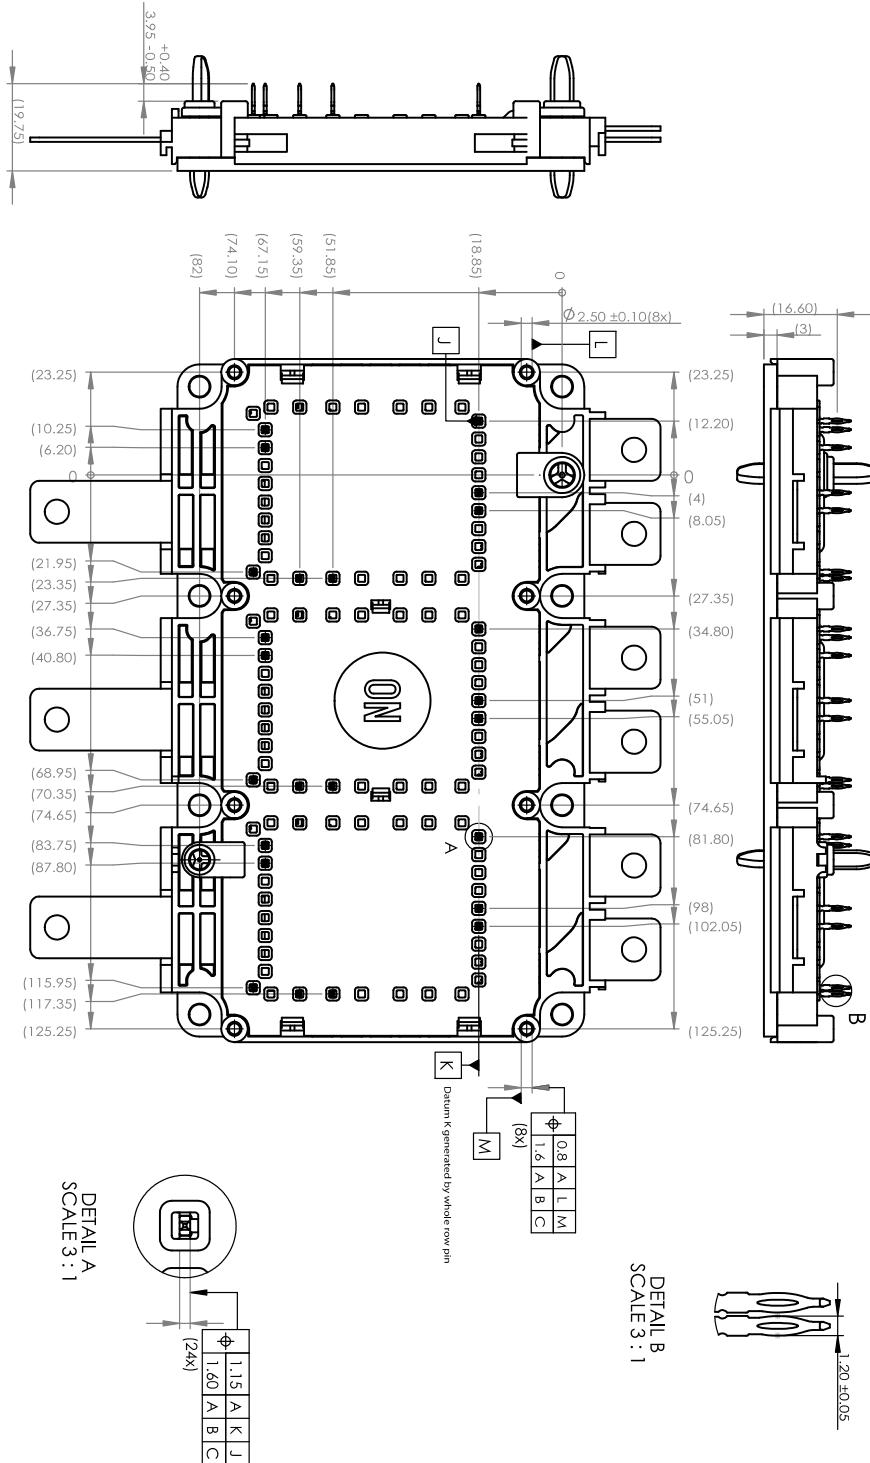 3.95 +0.40 -0.50
(19.75)
(82)
(74.10)
(67.15)
(59.35)
(51.85)
(18.85)
0
Ø2.50 ±0.10(8x)
L
J
(16.60)
(3)
(23.25)
(10.25)
(6.20)
0
(21.95)
(23.35)
(27.35)
(36.75)
(40.80)
(68.95)
(70.35)
(74.65)
(83.75)
(87.80)
(115.95)
(117.35)
(125.25)
(23.25)
(12.20)
0
(4)
(8.05)
(27.35)
(34.80)
(51)
(55.05)
(74.65)
(81.80)
(98)
(102.05)
(125.25)
ON
A
B
K
Datum K generated by whole row pin
M
(8x)
0.8 A L M
1.6 A B C
DETAIL A
SCALE 3 : 1
(24x)
1.15 A K J
1.60 A B C
DETAIL B
SCALE 3 : 1
1.20 ±0.05